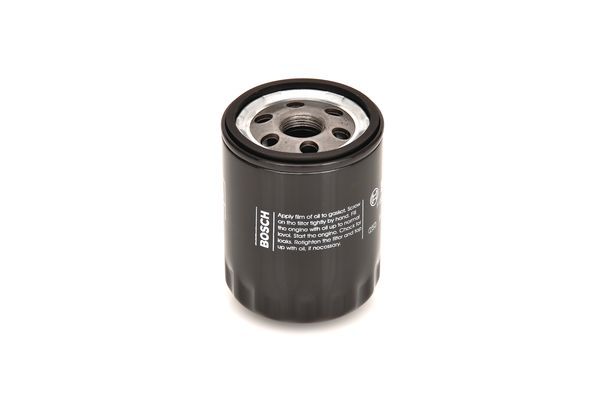 BOSCH
Apply film of oil to gasket. Screw
on the filter tightly by hand. Fill
the engine with oil up to normal
level. Start the engine. Check for
leaks. Retighten the filter and top
up with oil, if necessary.